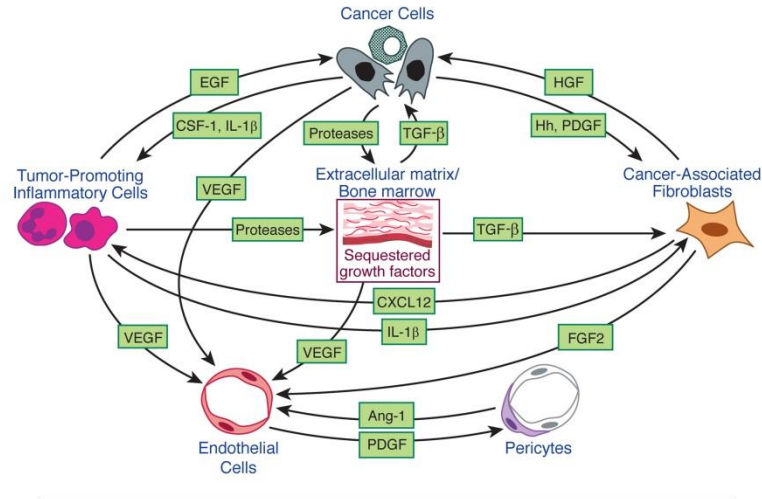 Cancer Cells
EGF
HGF
CSF-1, IL-1β
Proteases
TGF-β
Hh, PDGF
Tumor-Promoting
Inflammatory Cells
VEGF
Extracellular matrix/
Bone marrow
Cancer-Associated
Fibroblasts
Proteases
TGF-β
Sequestered
growth factors
CXCL12
IL-1β
VEGF
VEGF
FGF2
Ang-1
PDGF
Endothelial
Cells
Pericytes